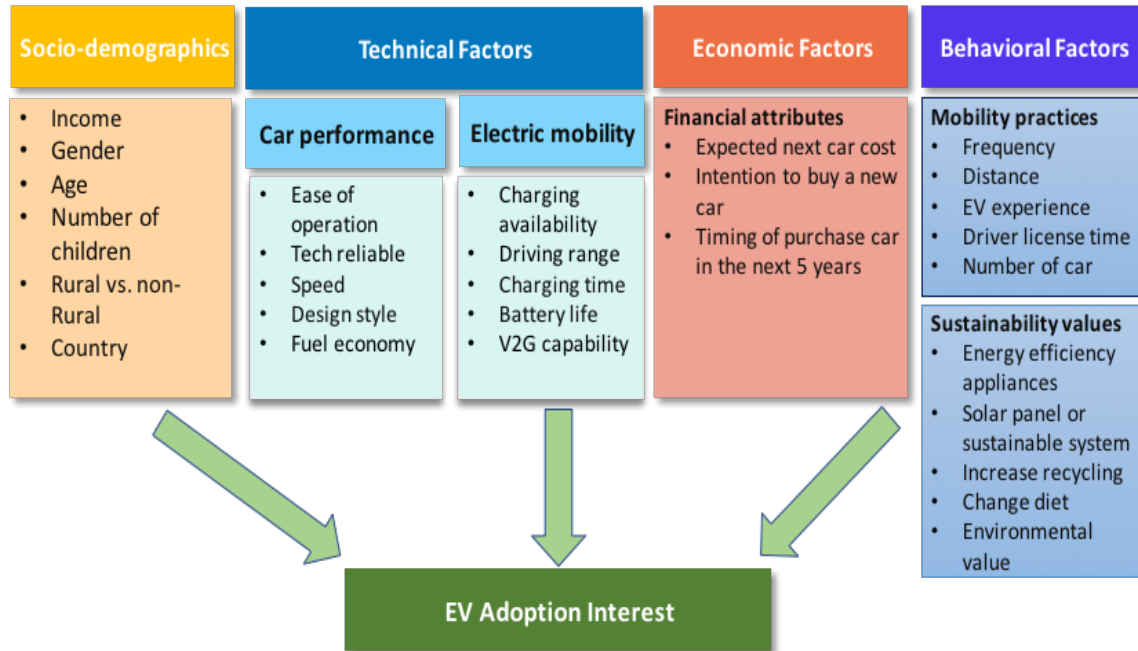 Socio-demographics
Technical Factors
Economic Factors
Behavioral Factors
• Income
• Gender
• Age
• Number of
children
• Rural vs. non-
Rural
• Country
Car performance
• Ease of
operation
• Tech reliable
• Speed
• Design style
• Fuel economy
Electric mobility
• Charging
availability
• Driving range
• Charging time
• Battery life
• V2G capability
Financial attributes
• Expected next car cost
• Intention to buy a new
car
• Timing of purchase car
in the next 5 years
Mobility practices
• Frequency
• Distance
• EV experience
• Driver license time
• Number of car
Sustainability values
• Energy efficiency
appliances
• Solar panel or
sustainable system
• Increase recycling
• Change diet
• Environmental
value
EV Adoption Interest